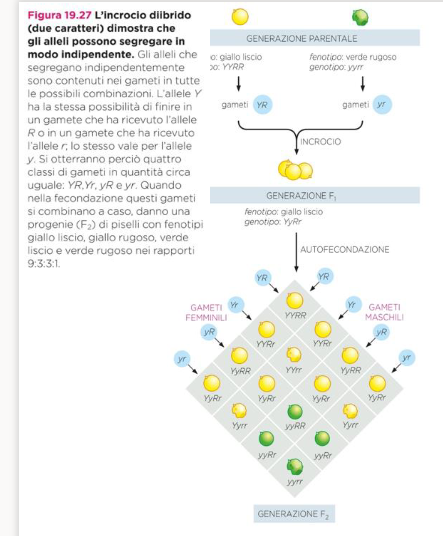 Figura 19.27 L'incrocio diibrido
(due caratteri) dimostra che
gli alleli possono segregare in
modo indipendente. Gli alleli che
segregano indipendentemente
sono contenuti nei gameti in tutte
le possibili combinazioni. L'allele Y
ha la stessa possibilità di finire in
un gamete che ha ricevuto l'allele
R o in un gamete che ha ricevuto
l'allele r; lo stesso vale per l'allele
y. Si otterranno perciò quattro
classi di gameti in quantità circa
uguale: YR,Yr, yR e yr. Quando
nella fecondazione questi gameti
si combinano a caso, danno una
progenie (F2) di piselli con fenotipi
giallo liscio, giallo rugoso, verde
liscio e verde rugoso nei rapporti
9:3:3:1.
GENERAZIONE PARENTALE
o: giallo liscio
fenotipo: verde rugoso
YYRR
genotipo: yyrr
gameti YR
gameti yr
INCROCIO
GENERAZIONE F1
fenotipo: giallo liscio
genotipo: YyRr
AUTOFECONDAZIONE
YR YR
GAMETI
FEMMINILI
Yr Yr
GAMETI
MASCHILI
YYRR
yR yR
YYRr YYRr
yr yr
YyRR YYrr YyRR
YyRr YyRr YyRr YyRr
Yyrr yyRR Yyrr
yyRr yyRr
yyrr
GENERAZIONE F2